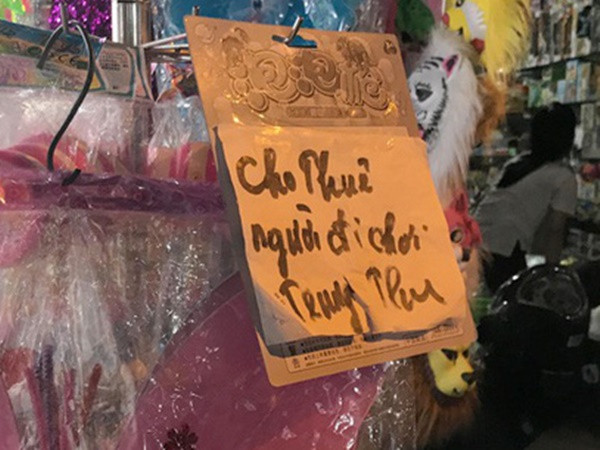 Cho Thuê
người đi chơi
Trung Thu